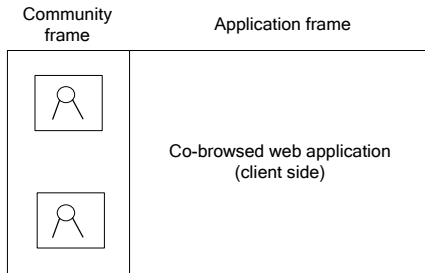 Community
frame
Application frame
Co-browsed web application
(client side)